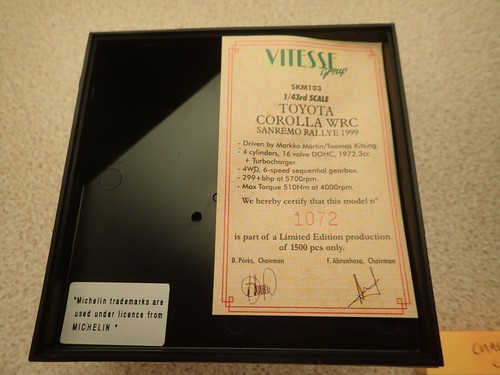 VITESSE
Group
SKM103
1/43rd SCALE
TOYOTA
COROLLA WRC
SANREMO RALLYE 1999
- Driven by Markko Märtin/Toomas Kitsing.
- 4 cylinders, 16 valve DOHC, 1972.3cc
+ Turbocharger
- 4WD, 6-speed sequential gearbox.
- 299+bhp at 5700rpm.
- Max Torque 510Nm at 4000rpm.
We hereby certify that this model nº
1072
is part of a Limited Edition production
of 1500 pcs only.
B. Pérès, Chairman F. Abrunhosa, Chairman
"Michelin trademarks are
used under licence from
MICHELIN "